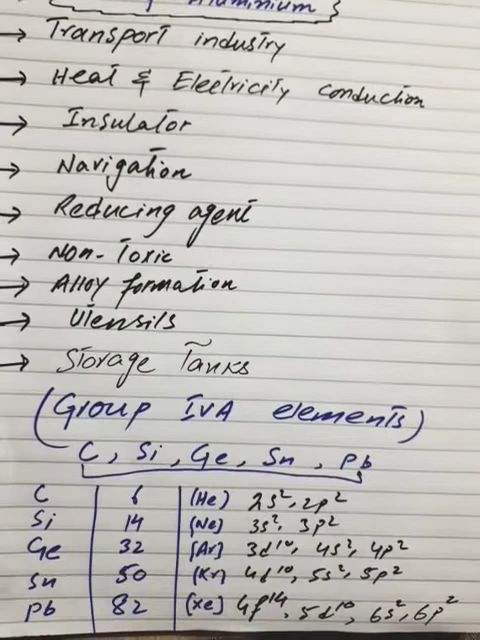 Aluminium }
→ Transport industry
→ Heat & Electricity conduction
→ Insulator
→ Navigation
→ Reducing agent
→ Non-Toxic
→ Alloy formation
→ Utensils
→ Storage Tanks
(Group IVA elements)
C, Si, Ge, Sn, Pb
C 6 (He) 2s², 2p²
Si 14 (Ne) 3s², 3p²
Ge 32 (Ar) 3d¹⁰, 4s², 4p²
Sn 50 (Kr) 4d¹⁰, 5s², 5p²
Pb 82 (Xe) 4f¹⁴, 5d¹⁰, 6s², 6p²